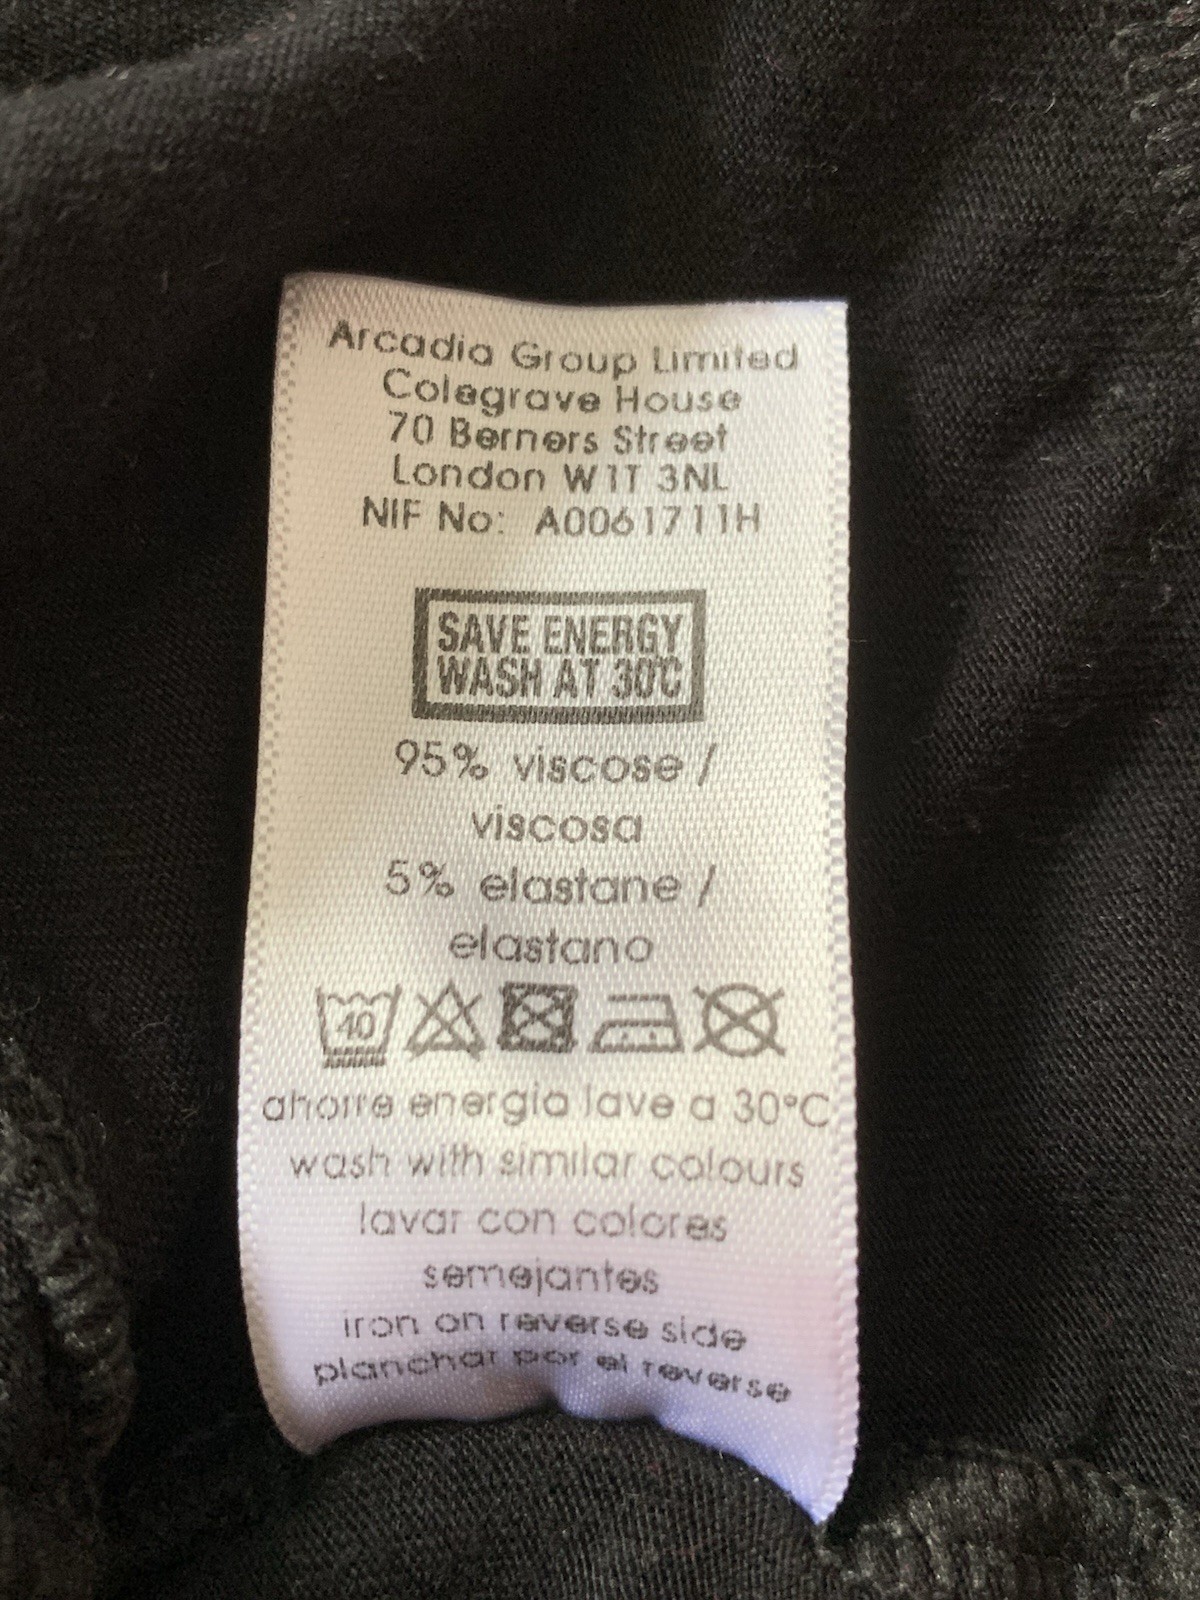 Arcadia Group Limited
Colegrave House
70 Berners Street
London W1T 3NL
NIF No: A0061711H
SAVE ENERGY
WASH AT 30°C
95% viscose /
viscosa
5% elastane /
elastano
40
ahorre energia lave a 30°C
wash with similar colours
lavar con colores
semejantes
iron on reverse side
planchar por el reverse